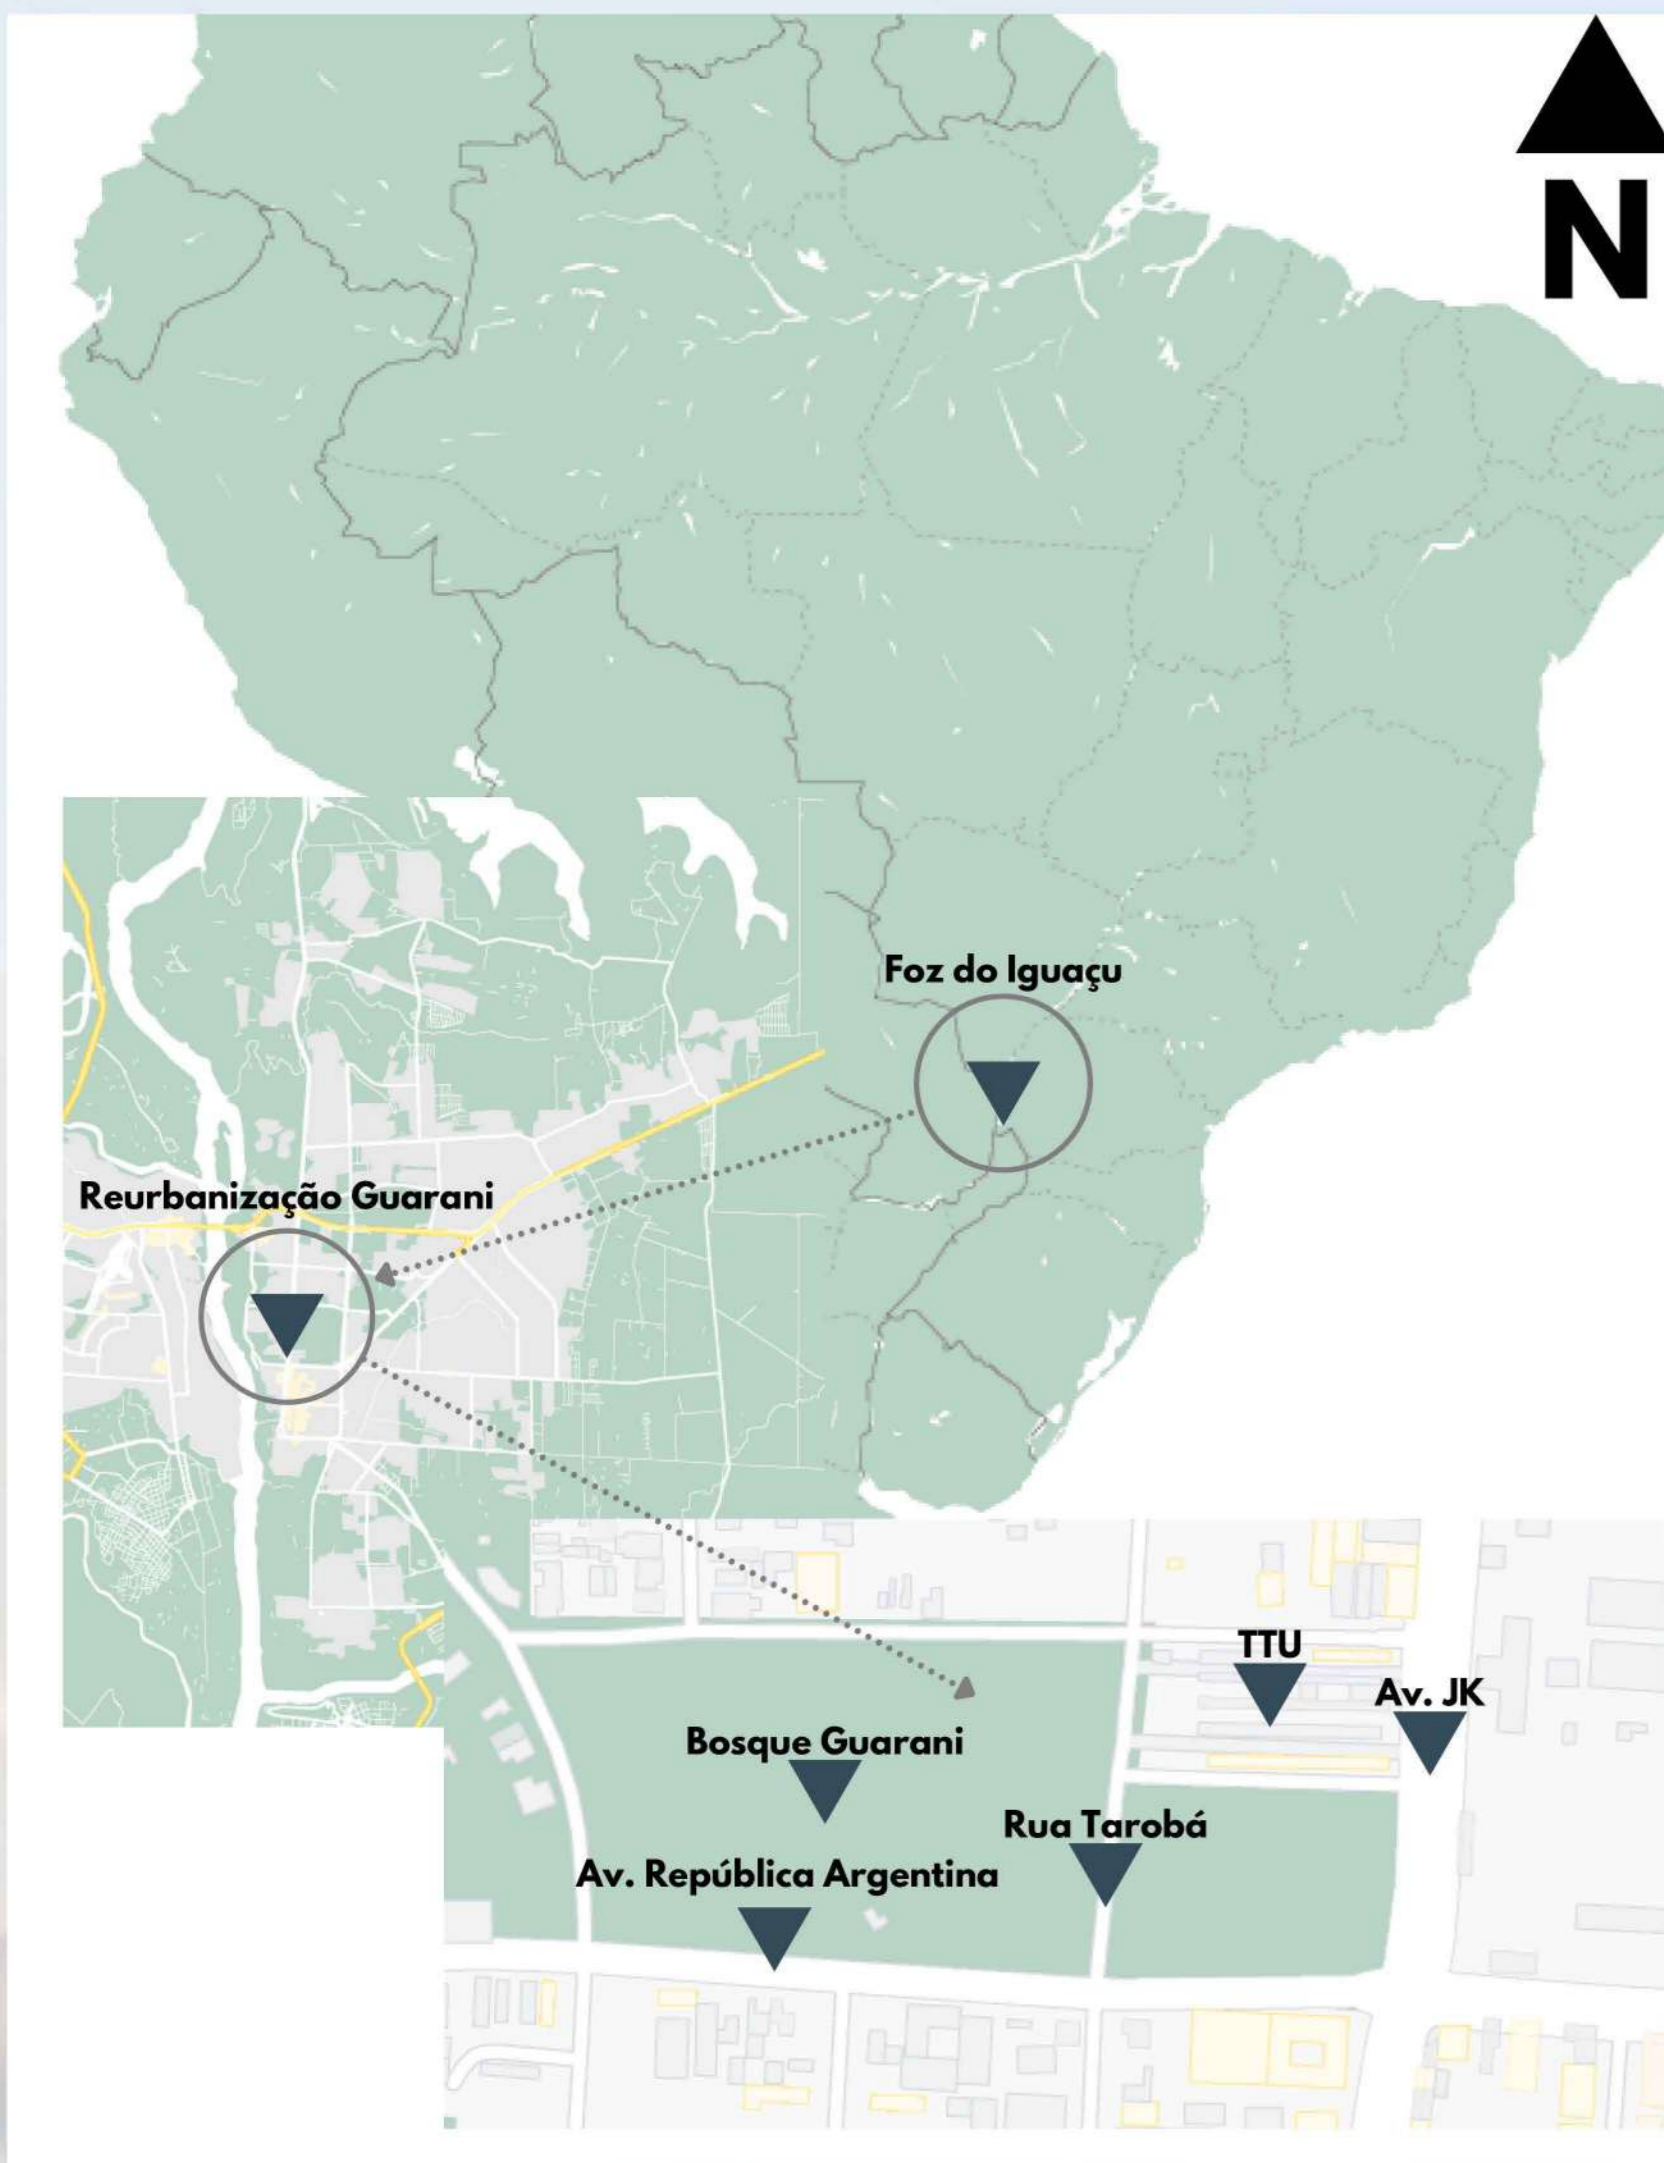 N
Foz do Iguaçu
Reurbanização Guarani
TTU
Av. JK
Bosque Guarani
Rua Tarobá
Av. República Argentina